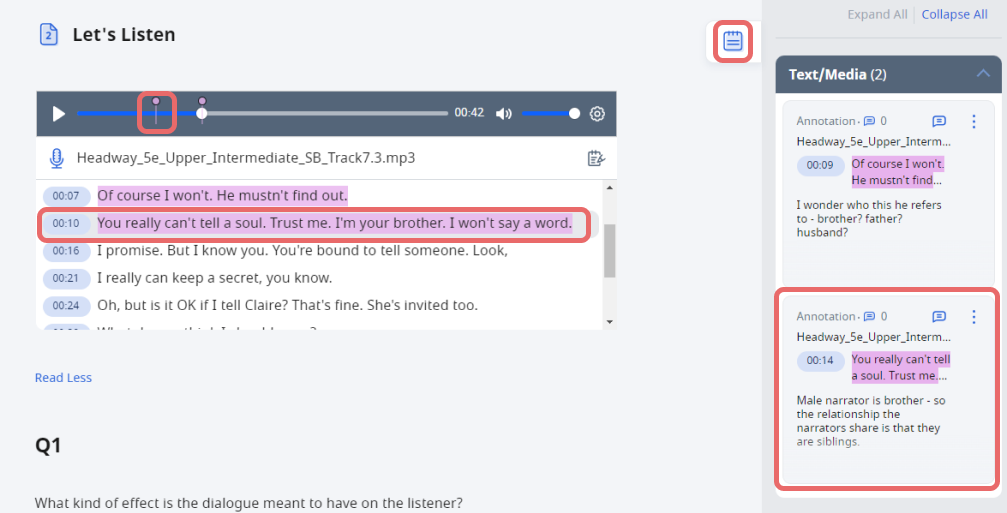 2
Let's Listen
00:42
Headway_5e_Upper_Intermediate_SB_Track7.3.mp3
00:07 Of course I won't. He mustn't find out.
00:10 You really can't tell a soul. Trust me. I'm your brother. I won't say a word.
00:16 I promise. But I know you. You're bound to tell someone. Look,
00:21 I really can keep a secret, you know.
00:24 Oh, but is it OK if I tell Claire? That's fine. She's invited too.
Read Less
Q1
What kind of effect is the dialogue meant to have on the listener?
Expand All | Collapse All
Text/Media (2)
Annotation · 0
Headway_5e_Upper_Interm...
00:09 Of course I won't.
He mustn't find...
I wonder who this he refers
to - brother? father?
husband?
Annotation · 0
Headway_5e_Upper_Interm...
00:14 You really can't tell
a soul. Trust me....
Male narrator is brother - so
the relationship the
narrators share is that they
are siblings.